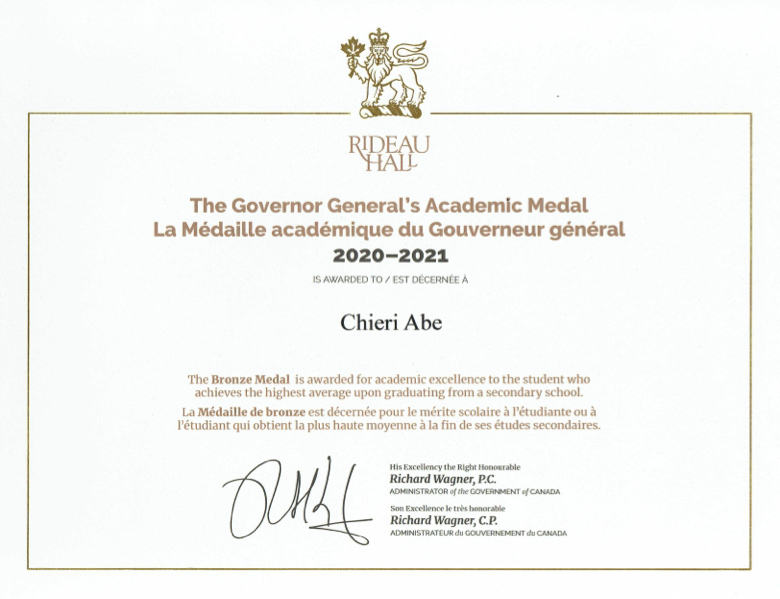 RIDEAU
HALL
The Governor General's Academic Medal
La Médaille académique du Gouverneur général
2020–2021
IS AWARDED TO / EST DÉCERNÉE À
Chieri Abe
The Bronze Medal is awarded for academic excellence to the student who
achieves the highest average upon graduating from a secondary school.
La Médaille de bronze est décernée pour le mérite scolaire à l'étudiante ou à
l'étudiant qui obtient la plus haute moyenne à la fin de ses études secondaires.
His Excellency the Right Honourable
Richard Wagner, P.C.
ADMINISTRATOR of the GOVERNMENT of CANADA
Son Excellence le très honorable
Richard Wagner, C.P.
ADMINISTRATEUR du GOUVERNEMENT du CANADA